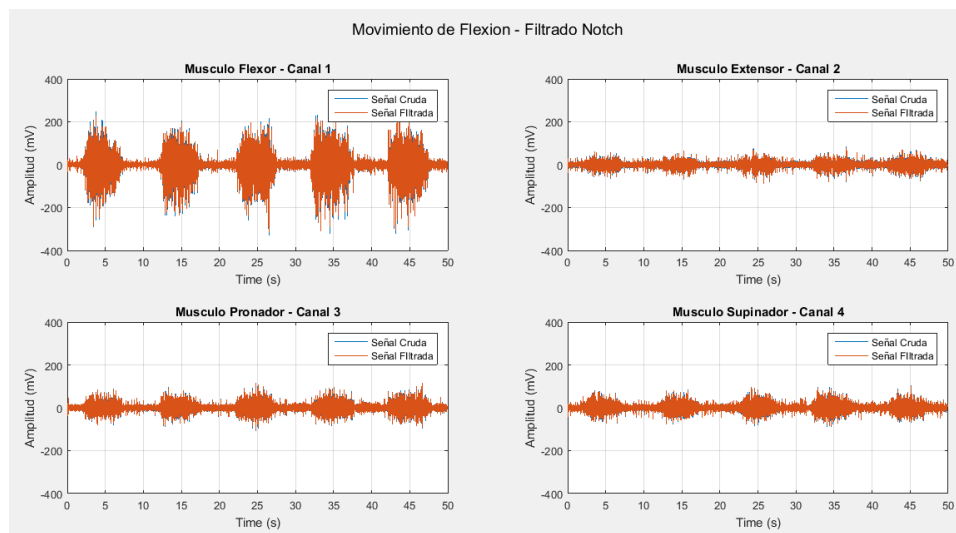 Movimiento de Flexion - Filtrado Notch
Musculo Flexor - Canal 1
400
200
0
-200
-400
Amplitud (mV)
Señal Cruda
Señal FIltrada
0 5 10 15 20 25 30 35 40 45 50
Time (s)
Musculo Extensor - Canal 2
400
200
0
-200
-400
Amplitud (mV)
Señal Cruda
Señal FIltrada
0 5 10 15 20 25 30 35 40 45 50
Time (s)
Musculo Pronador - Canal 3
400
200
0
-200
-400
Amplitud (mV)
Señal Cruda
Señal FIltrada
0 5 10 15 20 25 30 35 40 45 50
Time (s)
Musculo Supinador - Canal 4
400
200
0
-200
-400
Amplitud (mV)
Señal Cruda
Señal FIltrada
0 5 10 15 20 25 30 35 40 45 50
Time (s)